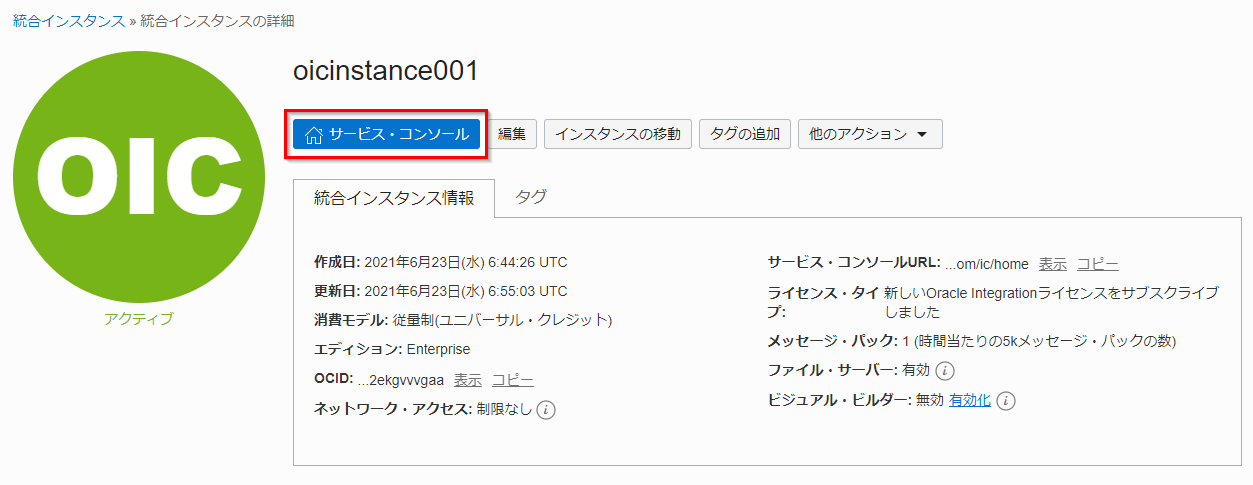 統合インスタンス » 統合インスタンスの詳細
OIC
アクティブ
oicinstance001
サービス・コンソール 編集 インスタンスの移動 タグの追加 他のアクション
統合インスタンス情報 タグ
作成日: 2021年6月23日(水) 6:44:26 UTC
更新日: 2021年6月23日(水) 6:55:03 UTC
消費モデル: 従量制(ユニバーサル・クレジット)
エディション: Enterprise
OCID: ...2ekgvvvgaa 表示 コピー
ネットワーク・アクセス: 制限なし i
サービス・コンソールURL: ...om/ic/home 表示 コピー
ライセンス・タイ 新しいOracle Integrationライセンスをサブスクライブ
プ: しました
メッセージ・パック: 1 (時間当たりの5kメッセージ・パックの数)
ファイル・サーバー: 有効 i
ビジュアル・ビルダー: 無効 有効化 i